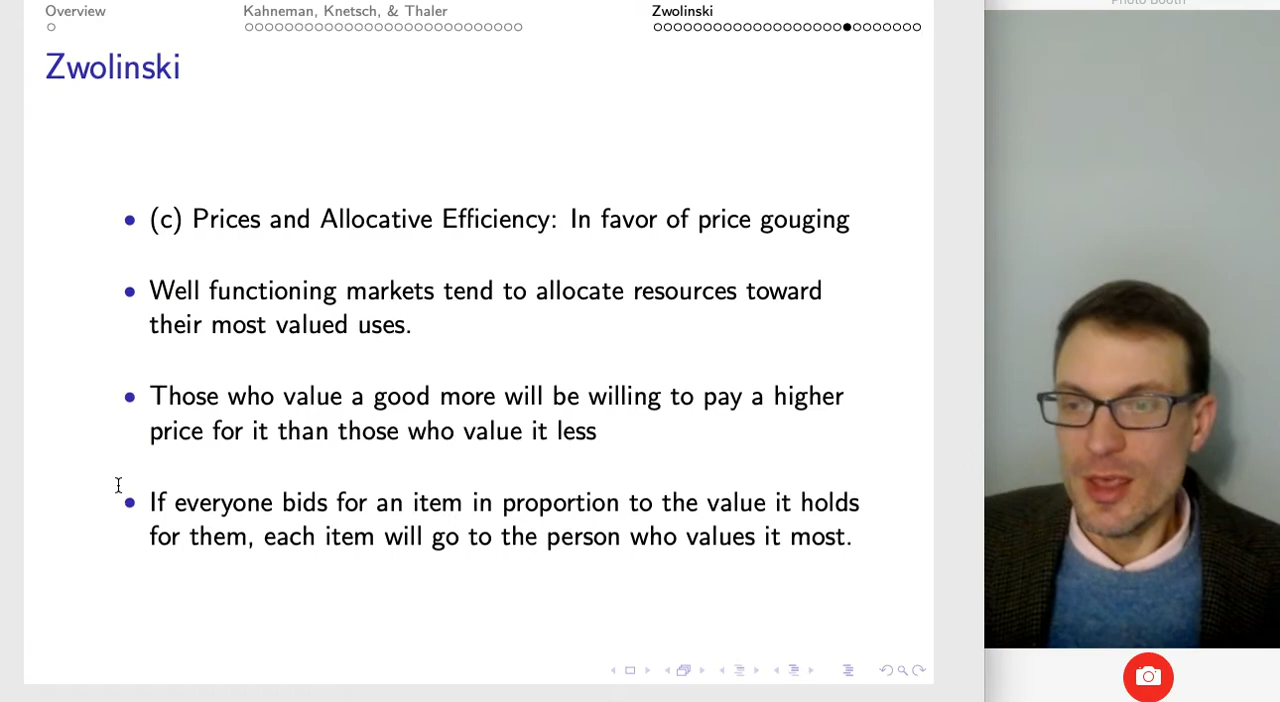 Overview
Kahneman, Knetsch, & Thaler
Zwolinski
Photo Booth
Zwolinski
• (c) Prices and Allocative Efficiency: In favor of price gouging
• Well functioning markets tend to allocate resources toward
their most valued uses.
• Those who value a good more will be willing to pay a higher
price for it than those who value it less
• If everyone bids for an item in proportion to the value it holds
for them, each item will go to the person who values it most.